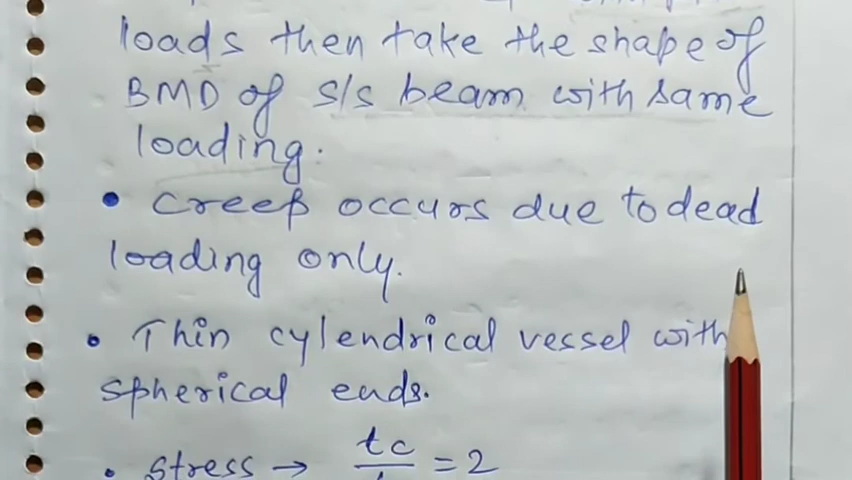 loads then take the shape of
BMD of s/s beam with same
loading.
• Creep occurs due to dead
loading only.
• Thin cylendrical vessel with
spherical ends.
• stress → tc/ = 2